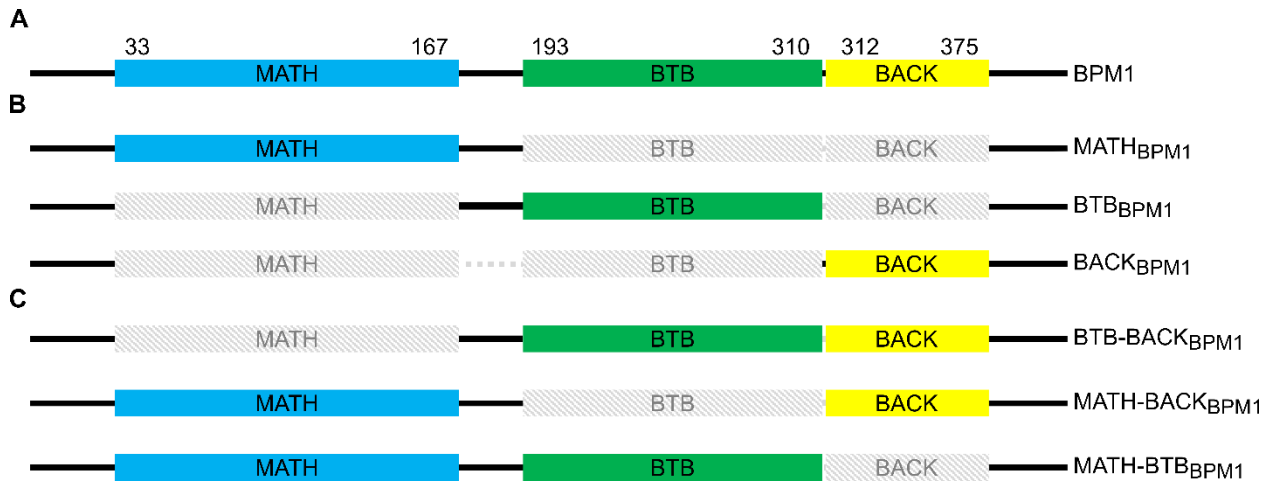 A
33 167 193 310 312 375
MATH BTB BACK BPM1
B
MATH BTB BACK MATHBPM1
MATH BTB BACK BTBBPM1
MATH BTB BACK BACKBPM1
C
MATH BTB BACK BTB-BACKBPM1
MATH BTB BACK MATH-BACKBPM1
MATH BTB BACK MATH-BTBBPM1